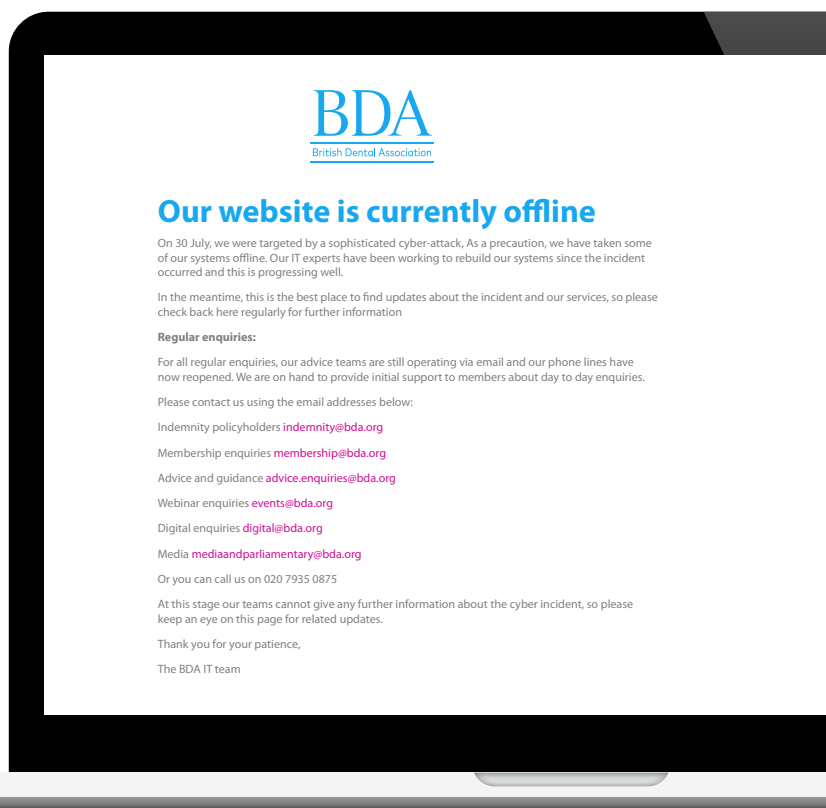 BDA
British Dental Association
Our website is currently offline
On 30 July, we were targeted by a sophisticated cyber-attack, As a precaution, we have taken some
of our systems offline. Our IT experts have been working to rebuild our systems since the incident
occurred and this is progressing well.
In the meantime, this is the best place to find updates about the incident and our services, so please
check back here regularly for further information
Regular enquiries:
For all regular enquiries, our advice teams are still operating via email and our phone lines have
now reopened. We are on hand to provide initial support to members about day to day enquiries.
Please contact us using the email addresses below:
Indemnity policyholders indemnity@bda.org
Membership enquiries membership@bda.org
Advice and guidance advice.enquiries@bda.org
Webinar enquiries events@bda.org
Digital enquiries digital@bda.org
Media mediaandparliamentary@bda.org
Or you can call us on 020 7935 0875
At this stage our teams cannot give any further information about the cyber incident, so please
keep an eye on this page for related updates.
Thank you for your patience,
The BDA IT team